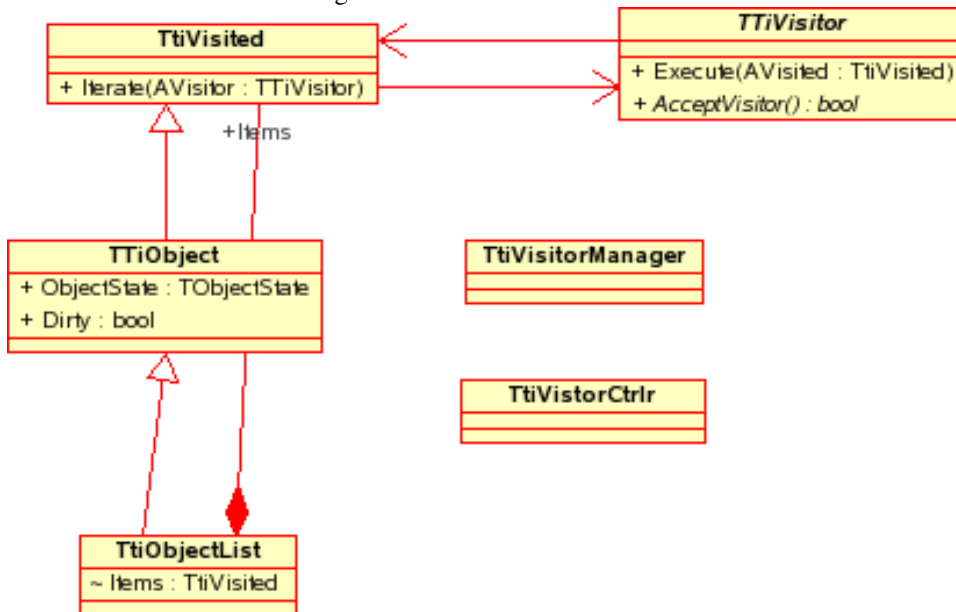 TtiVisited
+ Iterate(AVisitor : TTiVisitor)
TTiVisitor
+ Execute(AVisited : TtiVisited)
+ AcceptVisitor() : bool
+Items
TTiObject
+ ObjectState : TObjectState
+ Dirty : bool
TtiVisitorManager
TtiVistorCtrlr
TtiObjectList
~ Items : TtiVisited